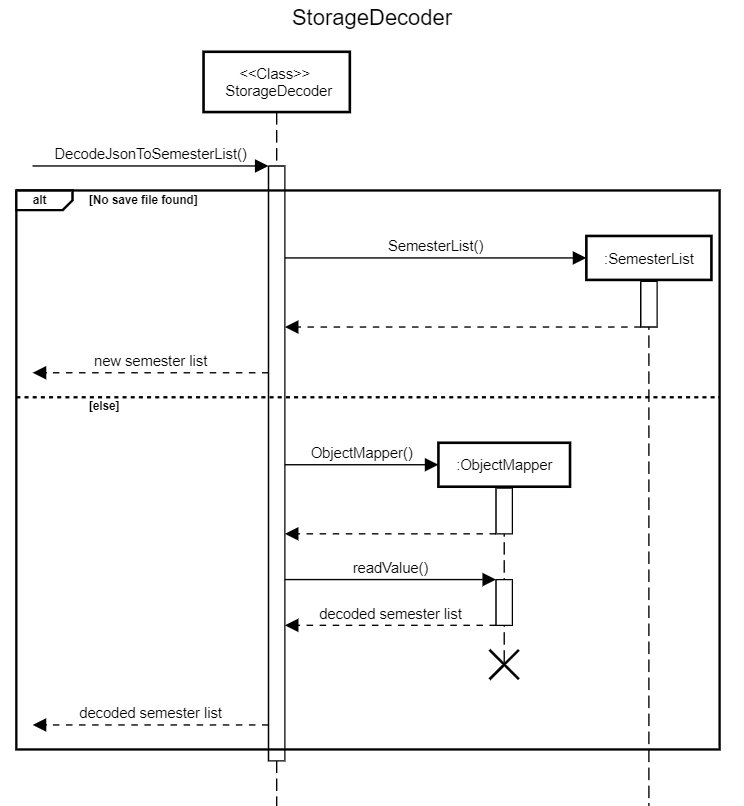 StorageDecoder
<<Class>>
StorageDecoder
DecodeJsonToSemesterList()
alt
[No save file found]
SemesterList()
:SemesterList
new semester list
[else]
ObjectMapper()
:ObjectMapper
readValue()
decoded semester list
decoded semester list